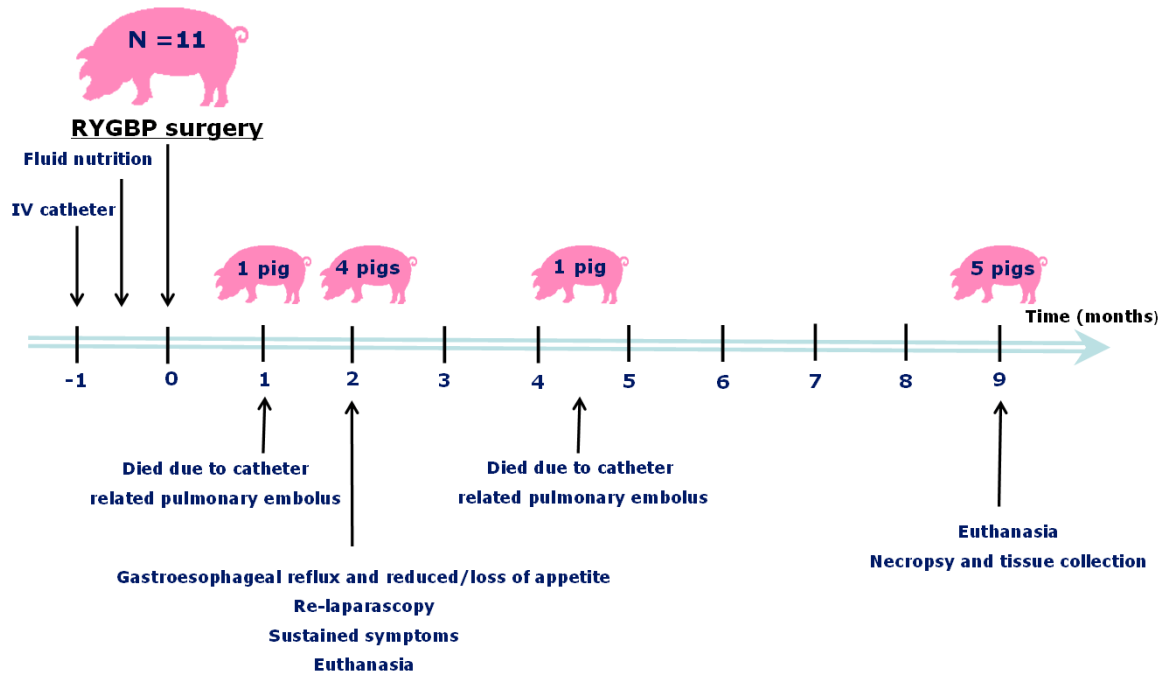 N =11
RYGBP surgery
Fluid nutrition
IV catheter
1 pig
4 pigs
1 pig
5 pigs
Time (months)
-1
0
1
2
3
4
5
6
7
8
9
Died due to catheter
related pulmonary embolus
Died due to catheter
related pulmonary embolus
Euthanasia
Necropsy and tissue collection
Gastroesophageal reflux and reduced/loss of appetite
Re-laparascopy
Sustained symptoms
Euthanasia